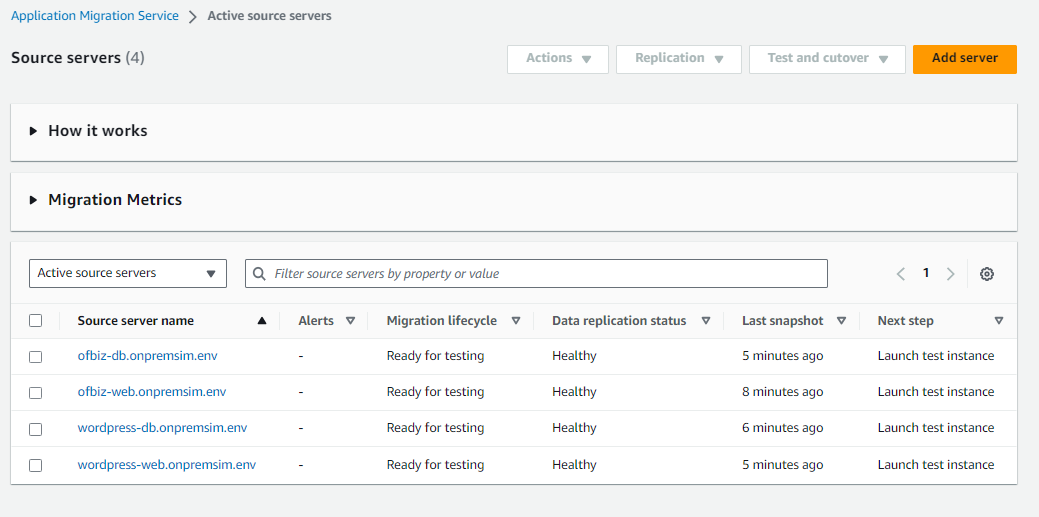 Application Migration Service > Active source servers
Source servers (4) Actions Replication Test and cutover Add server
How it works
Migration Metrics
Active source servers Filter source servers by property or value 1
Source server name Alerts Migration lifecycle Data replication status Last snapshot Next step
ofbiz-db.onpremsim.env - Ready for testing Healthy 5 minutes ago Launch test instance
ofbiz-web.onpremsim.env - Ready for testing Healthy 8 minutes ago Launch test instance
wordpress-db.onpremsim.env - Ready for testing Healthy 6 minutes ago Launch test instance
wordpress-web.onpremsim.env - Ready for testing Healthy 5 minutes ago Launch test instance